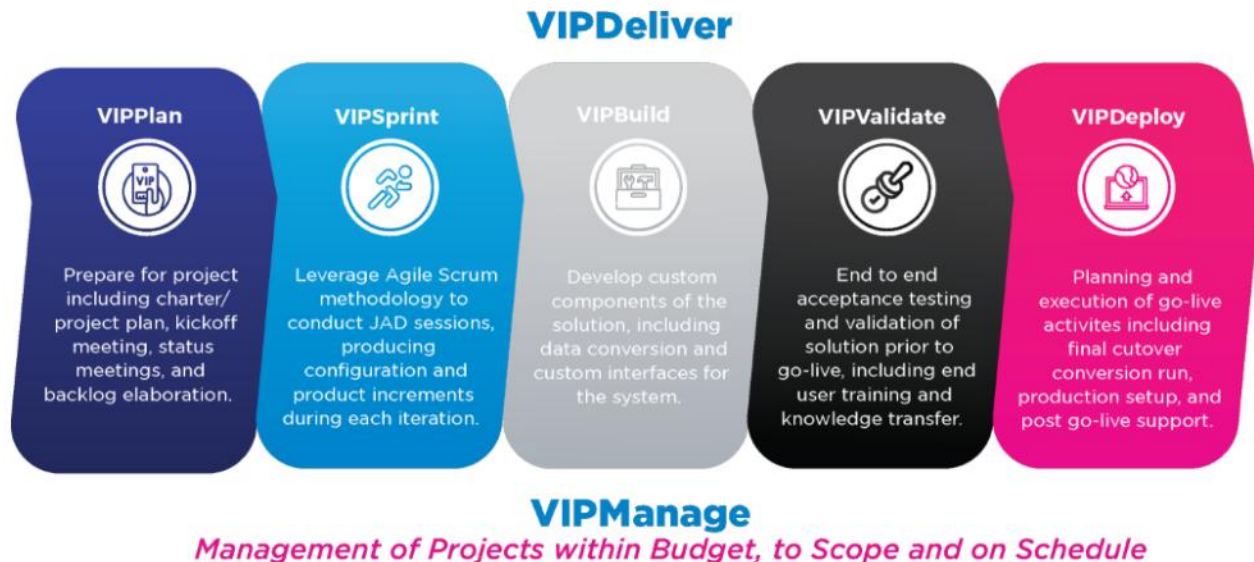 VIPDeliver
VIPPlan
VIP
Prepare for project
including charter/
project plan, kickoff
meeting, status
meetings, and
backlog elaboration.
VIPSprint
Leverage Agile Scrum
methodology to
conduct JAD sessions,
producing
configuration and
product increments
during each iteration.
VIPBuild
Develop custom
components of the
solution, including
data conversion and
custom interfaces for
the system.
VIPValidate
End to end
acceptance testing
and validation of
solution prior to
go-live, including end
user training and
knowledge transfer.
VIPDeploy
Planning and
execution of go-live
activites including
final cutover
conversion run,
production setup, and
post go-live support.
VIPManage
Management of Projects within Budget, to Scope and on Schedule